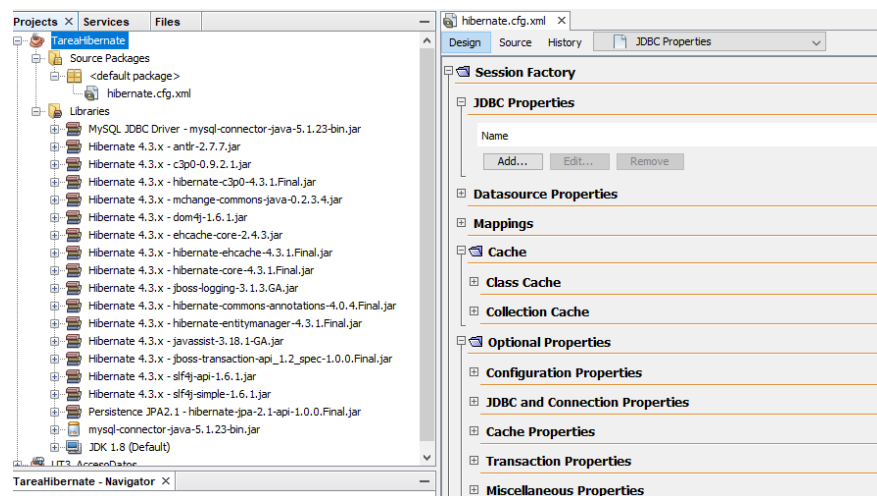 Projects × Services Files
TareaHibernate
Source Packages
<default package>
hibernate.cfg.xml
Libraries
MySQL JDBC Driver - mysql-connector-java-5.1.23-bin.jar
Hibernate 4.3.x - antlr-2.7.7.jar
Hibernate 4.3.x - c3p0-0.9.2.1.jar
Hibernate 4.3.x - hibernate-c3p0-4.3.1.Final.jar
Hibernate 4.3.x - mchange-commons-java-0.2.3.4.jar
Hibernate 4.3.x - dom4j-1.6.1.jar
Hibernate 4.3.x - ehcache-core-2.4.3.jar
Hibernate 4.3.x - hibernate-ehcache-4.3.1.Final.jar
Hibernate 4.3.x - hibernate-core-4.3.1.Final.jar
Hibernate 4.3.x - jboss-logging-3.1.3.GA.jar
Hibernate 4.3.x - hibernate-commons-annotations-4.0.4.Final.jar
Hibernate 4.3.x - hibernate-entitymanager-4.3.1.Final.jar
Hibernate 4.3.x - javassist-3.18.1-GA.jar
Hibernate 4.3.x - jboss-transaction-api_1.2_spec-1.0.0.Final.jar
Hibernate 4.3.x - slf4j-api-1.6.1.jar
Hibernate 4.3.x - slf4j-simple-1.6.1.jar
Persistence JPA2.1 - hibernate-jpa-2.1-api-1.0.0.Final.jar
mysql-connector-java-5.1.23-bin.jar
JDK 1.8 (Default)
UT3_AccesoDatos
TareaHibernate - Navigator ×
hibernate.cfg.xml ×
Design Source History JDBC Properties
Session Factory
JDBC Properties
Name
Add... Edit... Remove
Datasource Properties
Mappings
Cache
Class Cache
Collection Cache
Optional Properties
Configuration Properties
JDBC and Connection Properties
Cache Properties
Transaction Properties
Miscellaneous Properties